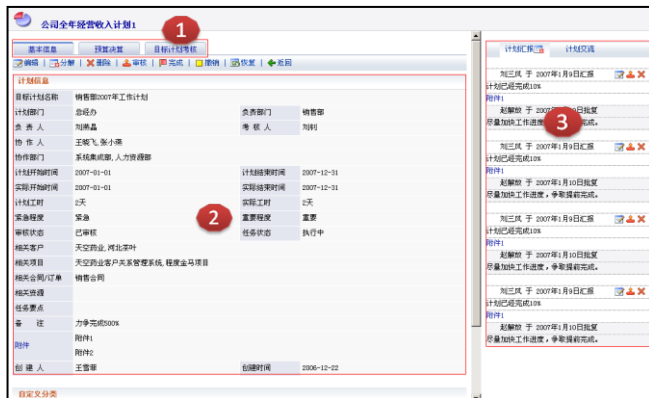 公司全年经营收入计划1
1
基本信息 预算决算 目标计划考核
编辑 | 分解 | 删除 | 审核 | 完成 | 撤销 | 恢复 | 返回
计划信息
目标计划名称 销售部2007年工作计划
计划部门 总经办 负责部门 销售部
负 责 人 考 核 人
协 作 人 王晓飞,张小燕
协作部门 系统集成部,人力资源部
计划开始时间 2007-01-01 计划结束时间 2007-12-31
实际开始时间 2007-01-01 实际结束时间 2007-12-31
计划工时 2天 实际工时 2天
紧急程度 紧急 重要程度 重要
2
审核状态 已审核 任务状态 执行中
相关客户 天空药业,河北茶叶
相关项目 天空药业客户关系管理系统,程度金马项目
相关合同/订单 销售合同
相关资源
任务要点
备 注 力争完成500%
附件 附件1
附件2
创 建 人 王雪菲 创建时间 2006-12-22
自定义分类
计划汇报 计划交流
刘三凤 于 2007年1月9日汇报
计划已经完成10%
附件1
赵解放 于 2007年1月10日批复
3
尽量加快工作进度，争取提前完成。
刘三凤 于 2007年1月9日汇报
计划已经完成10%
附件1
赵解放 于 2007年1月10日批复
尽量加快工作进度，争取提前完成。
刘三凤 于 2007年1月9日汇报
计划已经完成10%
附件1
赵解放 于 2007年1月10日批复
尽量加快工作进度，争取提前完成。
刘三凤 于 2007年1月9日汇报
计划已经完成10%
附件1
赵解放 于 2007年1月10日批复
尽量加快工作进度，争取提前完成。